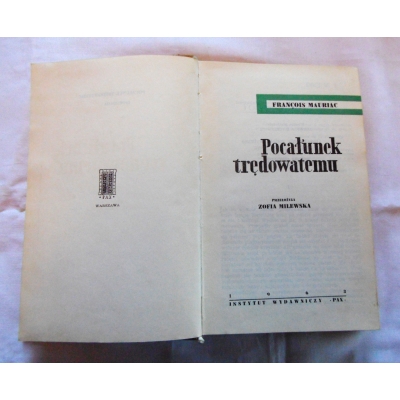 "PAX"
WARSZAWA
FRANÇOIS MAURIAC
Pocałunek
trędowatemu
PRZEŁOŻYŁA
ZOFIA MILEWSKA
INSTYTUT WYDAWNICZY · PAX ·